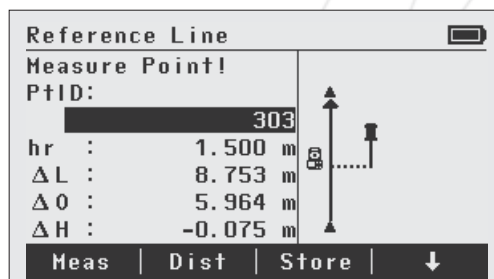 Reference Line
Measure Point!
PtID:
303
hr : 1.500 m
ΔL : 8.753 m
ΔO : 5.964 m
ΔH : -0.075 m
Meas | Dist | Store | ↓